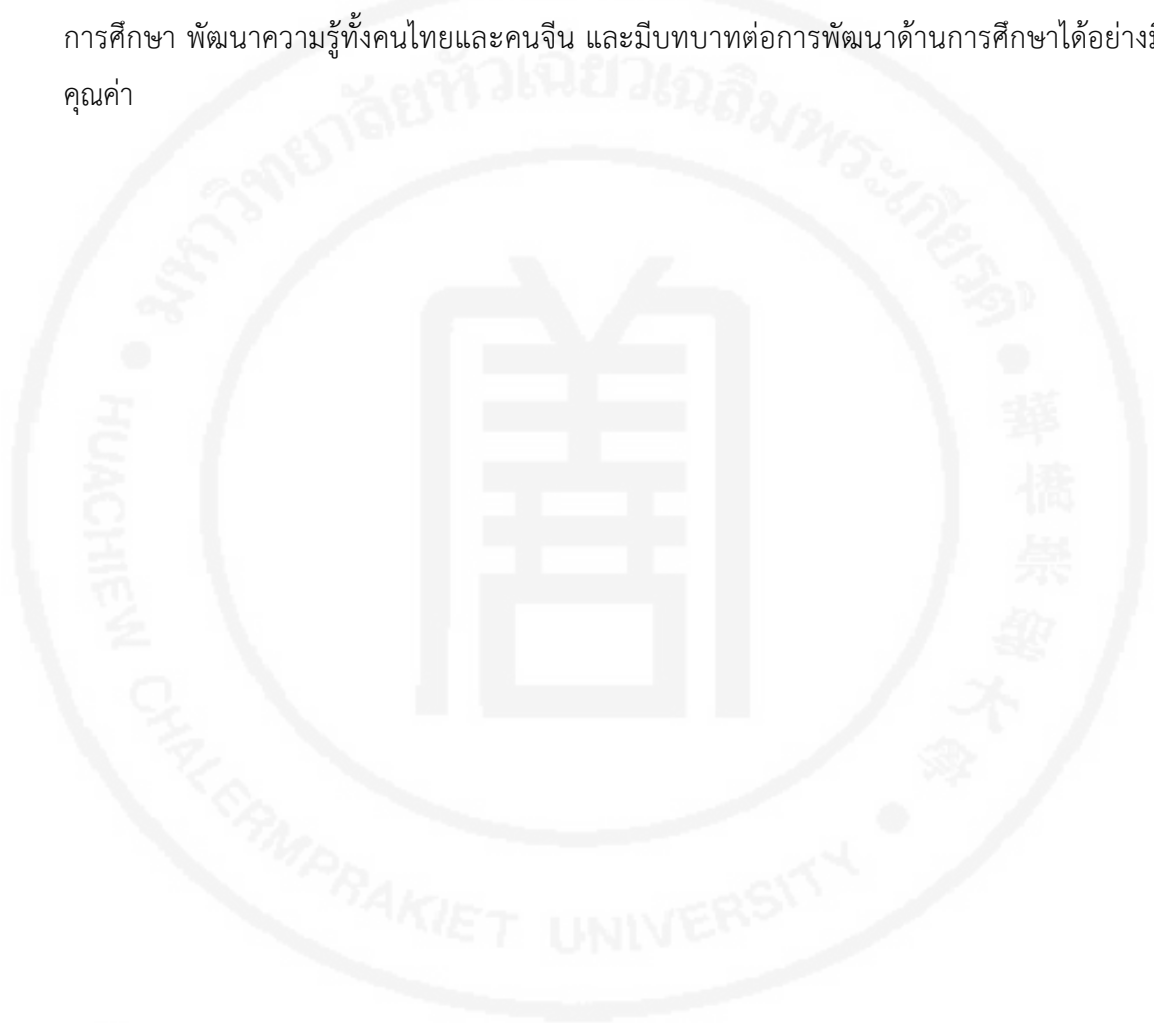 การศึกษา พัฒนาความรู้ทั้งคนไทยและคนจีน และมีบทบาทต่อการพัฒนาด้านการศึกษาได้อย่าง
คุณค่า
มหาวิทยาลัยหัวเฉียวเฉลิมพระเกียรติ
華僑崇聖大學
HUACHIEW CHALERMPRAKIET UNIVERSITY